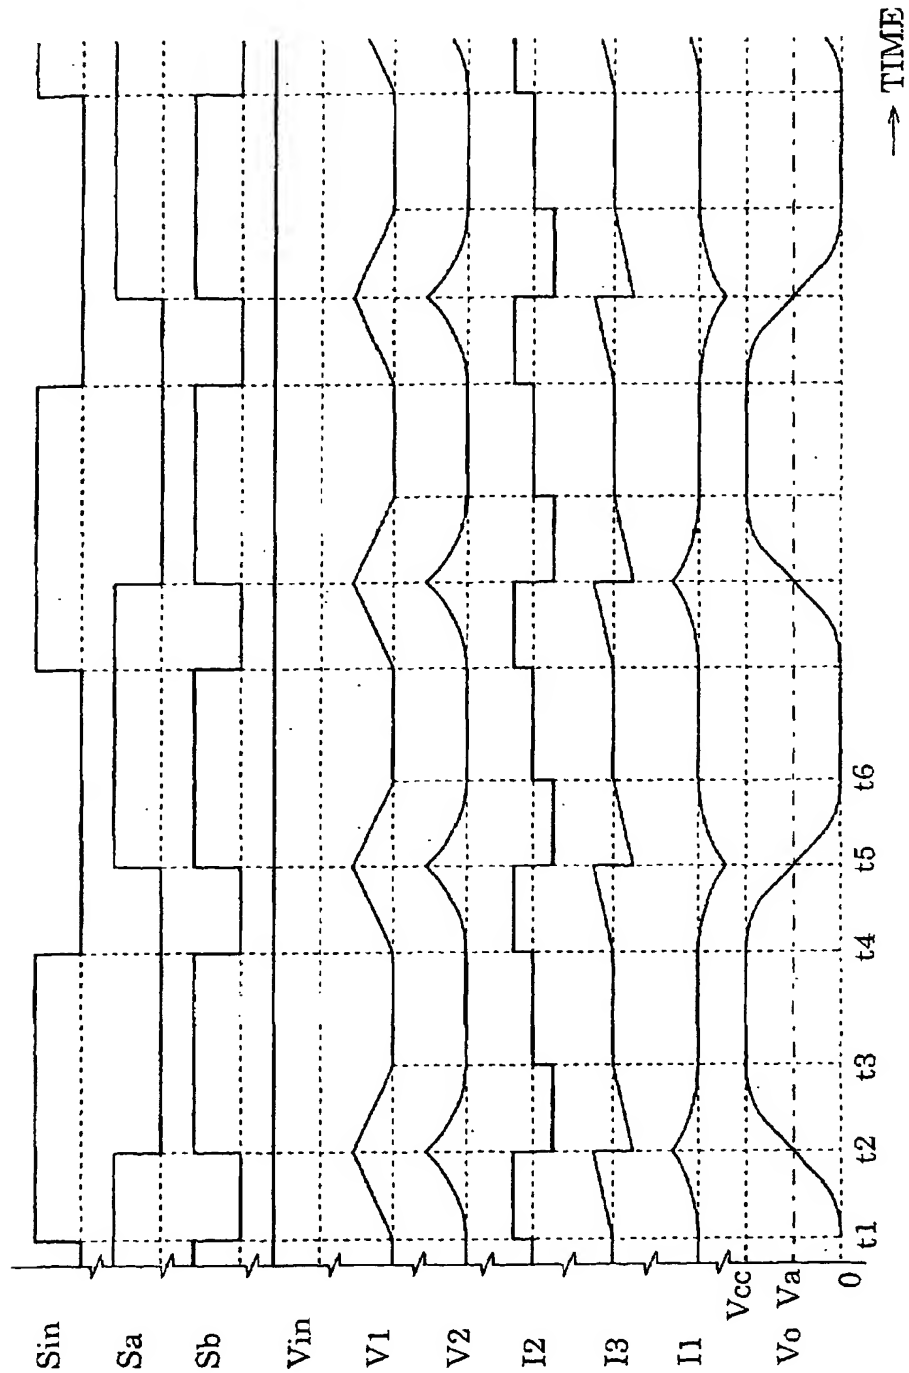 Sin
Sa
Sb
Vin
V1
V2
I2
I3
I1
Vcc
Vo Va
0
t1 t2 t3 t4 t5 t6
→ TIME